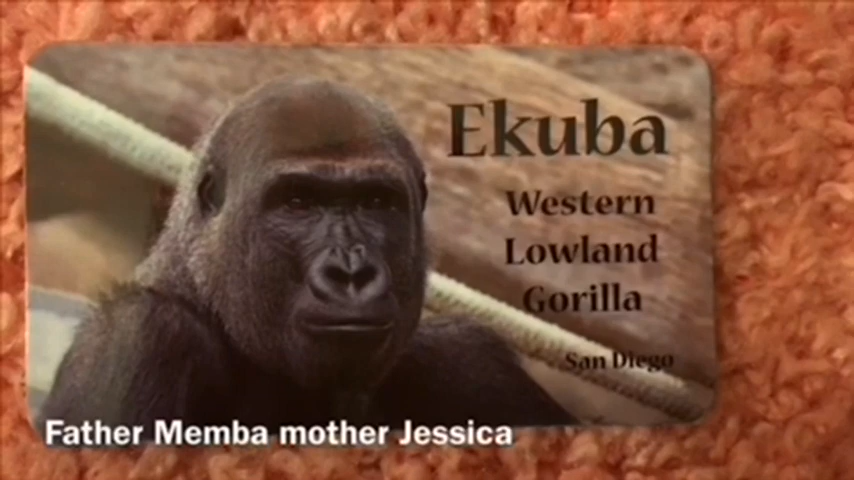 Ekuba
Western
Lowland
Gorilla
San Diego
Father Memba mother Jessica